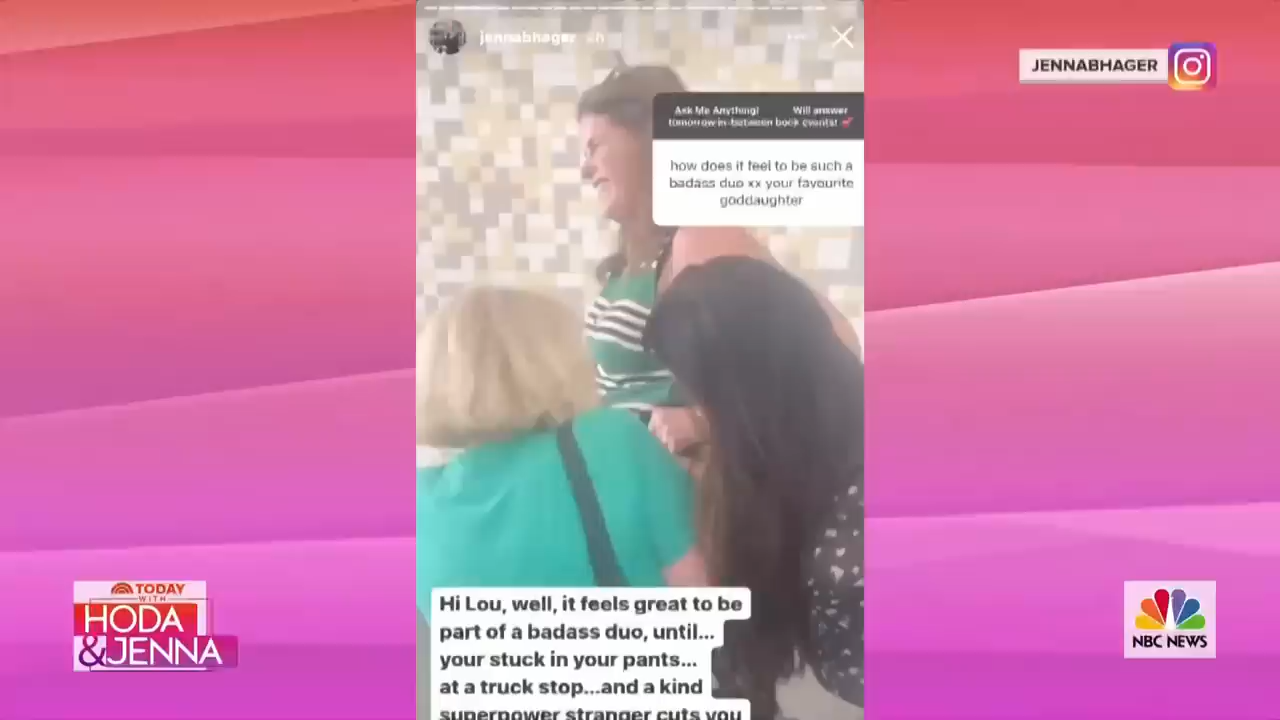 jennabhager
JENNABHAGER
Ask Me Anything! Will answer
tomorrow in-between book events!
how does it feel to be such a
badass duo xx your favourite
goddaughter
Hi Lou, well, it feels great to be
part of a badass duo, until...
your stuck in your pants...
at a truck stop...and a kind
superpower stranger cuts you
TODAY
WITH
HODA
&JENNA
NBC NEWS